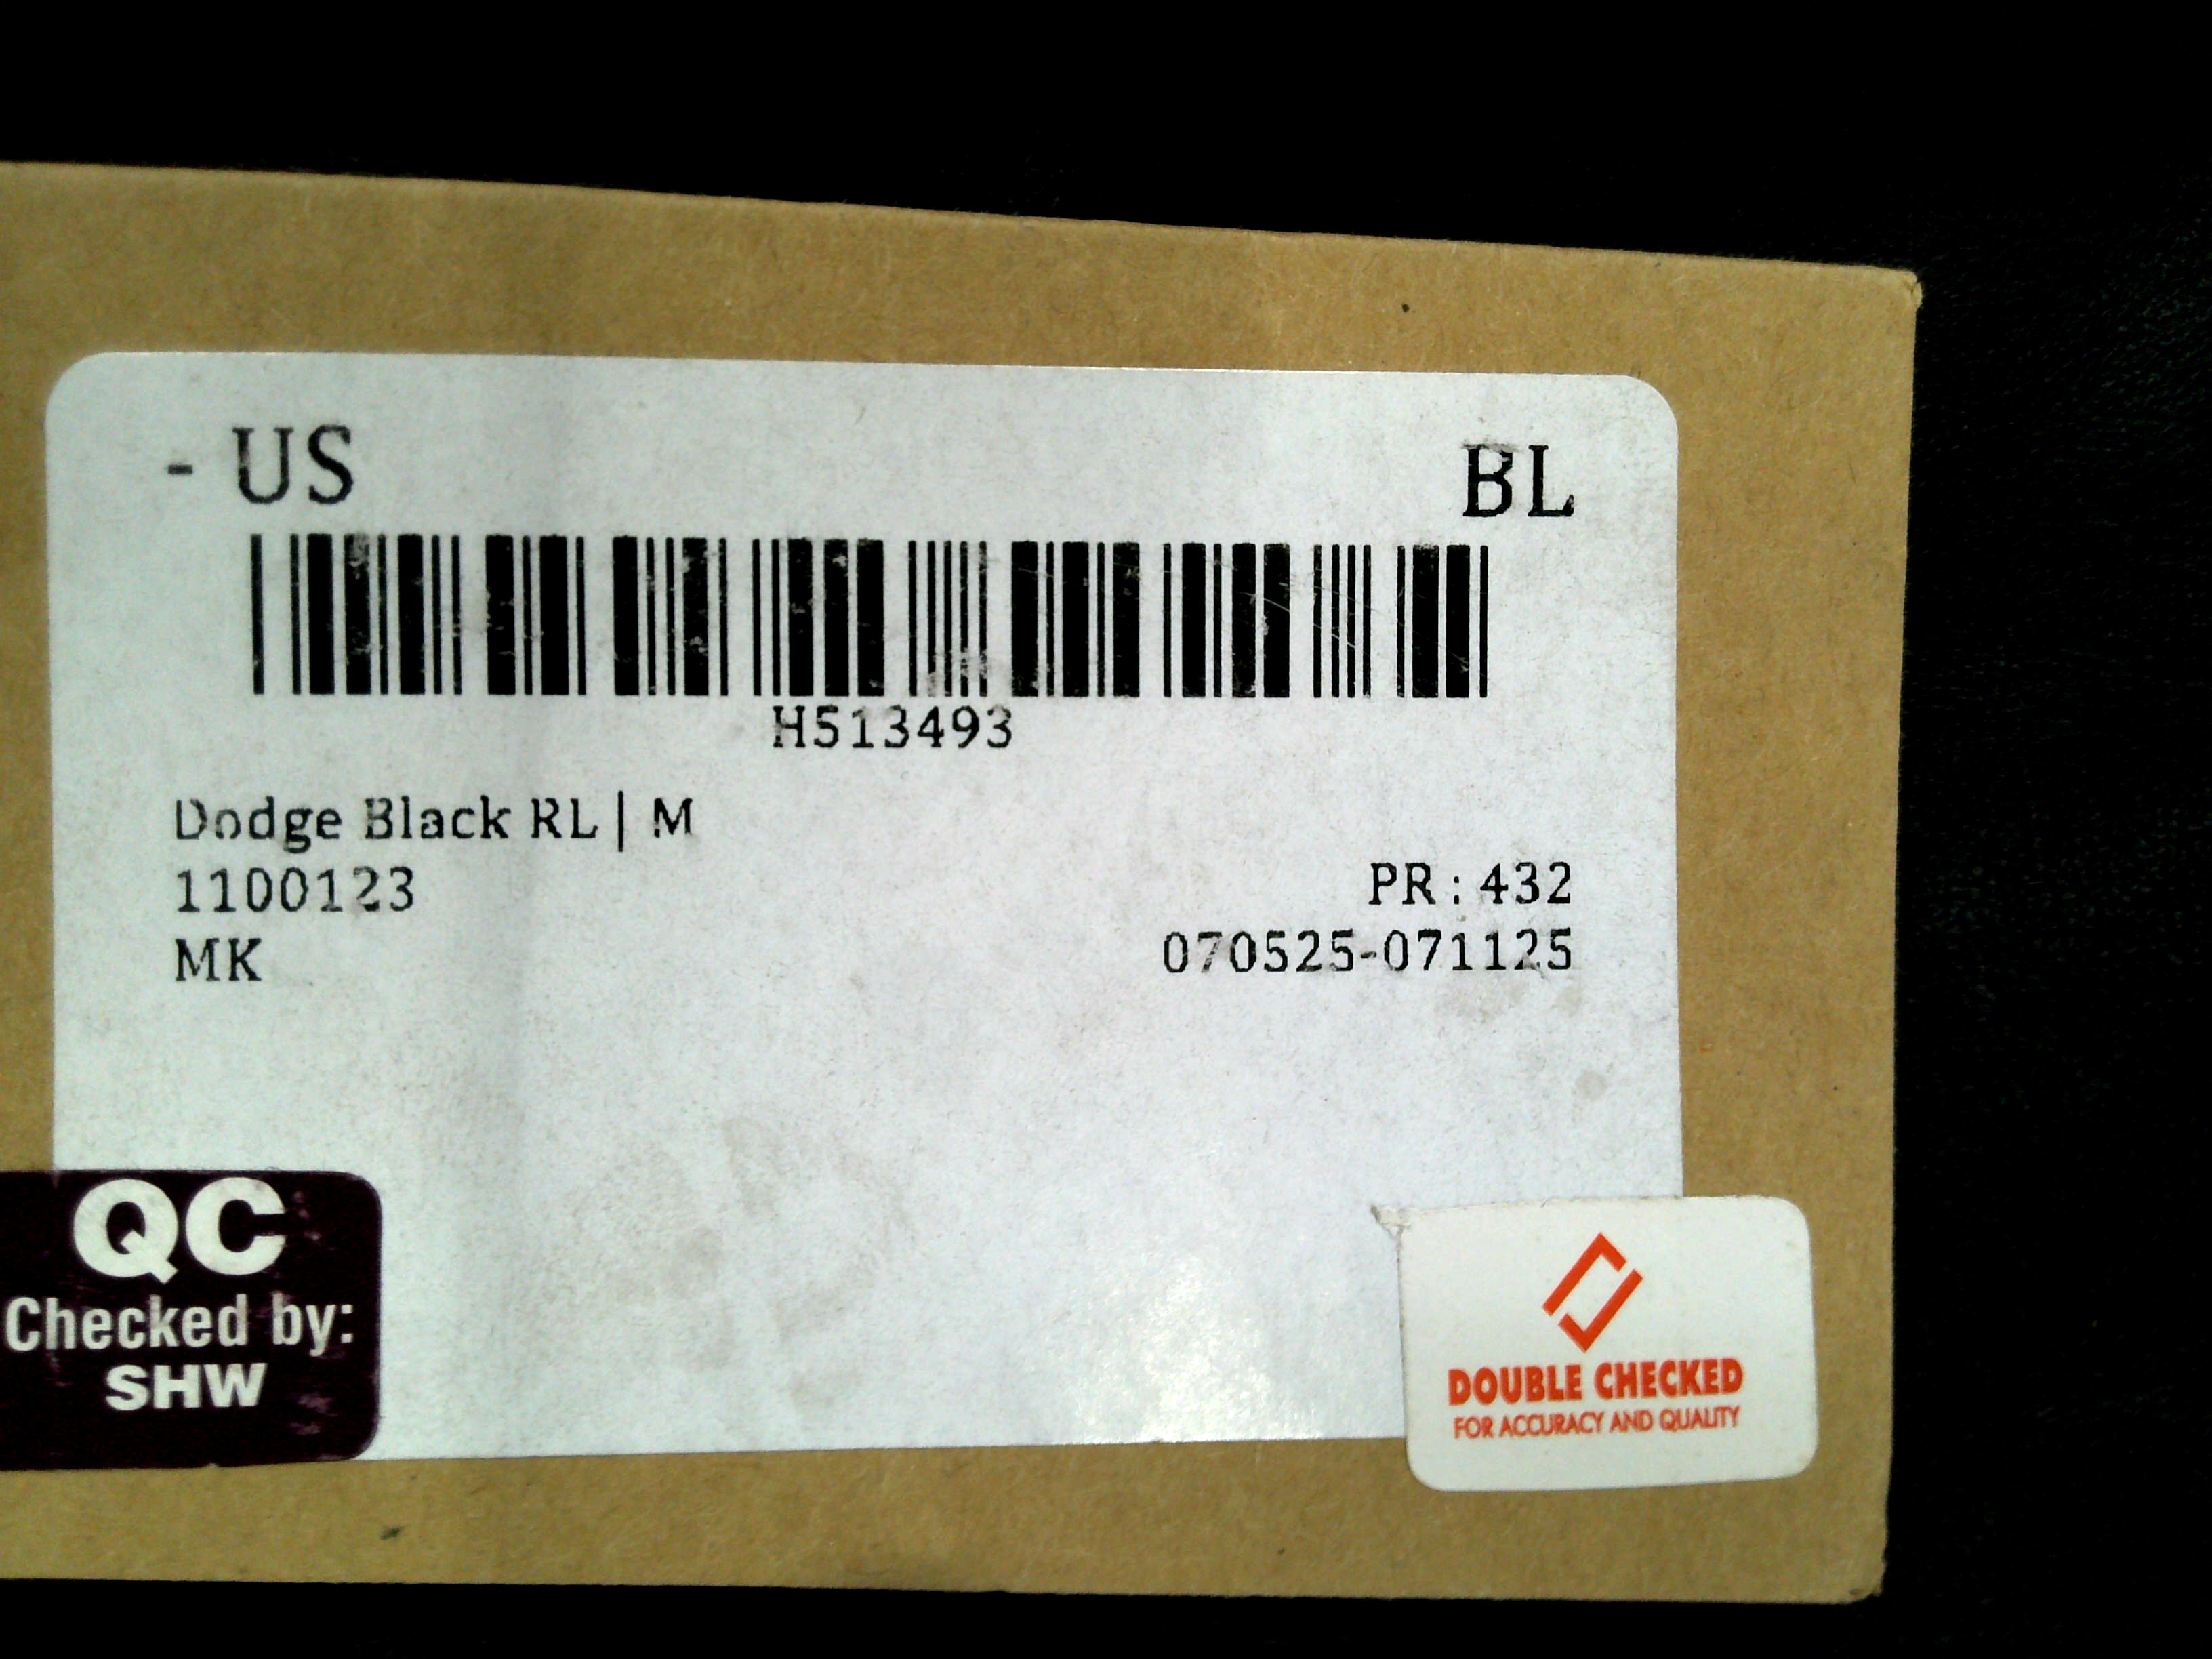 - US BL
H513493
Dodge Black RL | M
1100123 PR : 432
MK 070525-071125
QC
Checked by:
SHW
DOUBLE CHECKED
FOR ACCURACY AND QUALITY